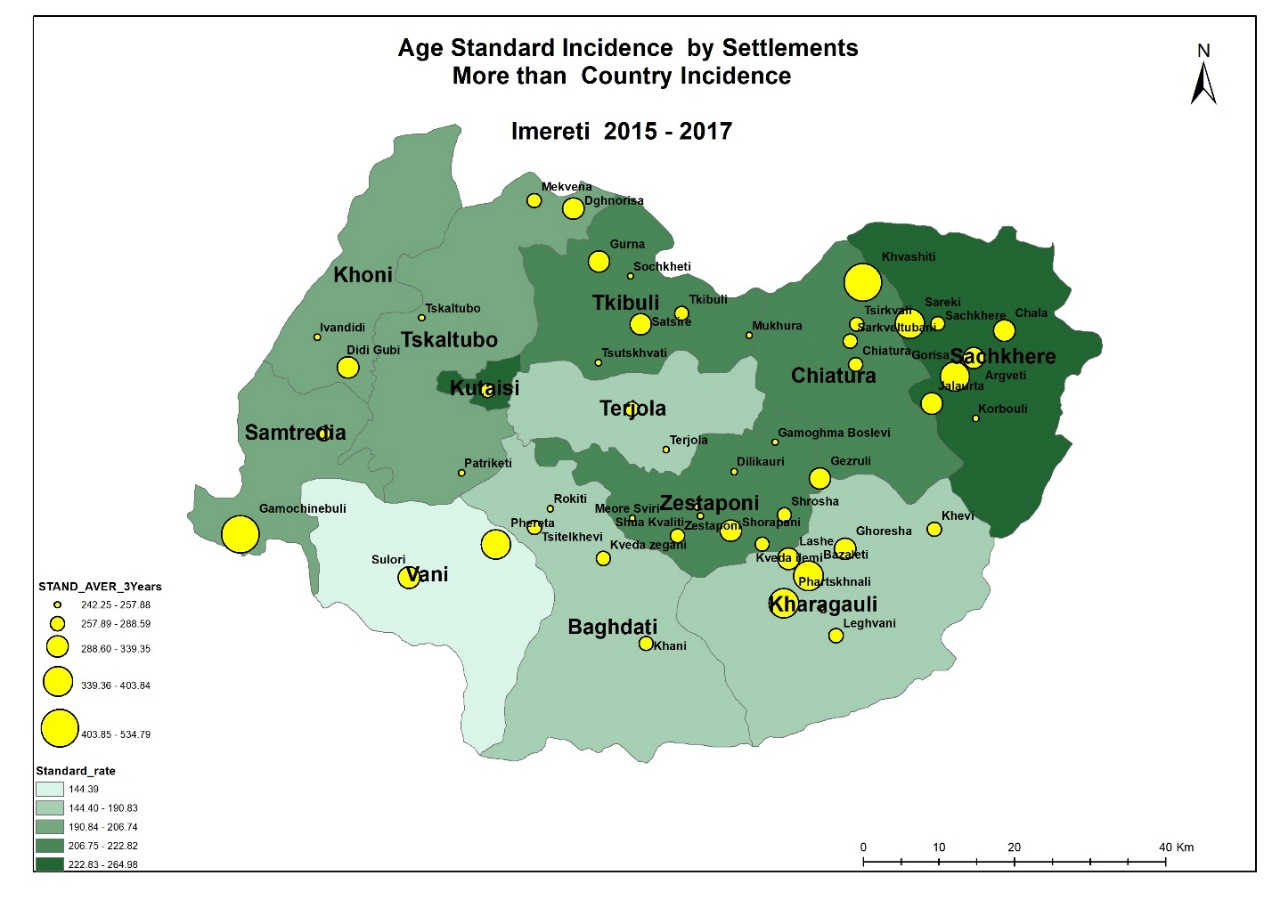 Age Standard Incidence by Settlements
More than Country Incidence
Imereti 2015 - 2017
N
Mekvena
Dghnorisa
Gurna
Sochkheti
Khvashiti
Khoni
Tkibuli
Tkibuli
Satsire
Tskaltubo
Tskaltubo
Ivandidi
Didi Gubi
Mukhura
Tsutskhvati
Tsirkvali
Sareki
Sachkhere
Chala
Sarkveltubani
Chiatura
Gorisa
Sachkhere
Chiatura
Argveti
Jalaurta
Korbouli
Kutaisi
Terjola
Samtredia
Terjola
Gamoghma Boslevi
Patriketi
Dilikauri
Gezruli
Rokiti
Zestaponi
Meore Sviri
Shrosha
Gamochinebuli
Phereta
Shua Kvaliti
Zestaponi
Shorapani
Khevi
Tsitelkhevi
Kveda zegani
Lashe
Ghoresha
Kveda ilemi
Bazaleti
Sulori
Vani
Phartskhnali
Kharagauli
Leghvani
Baghdati
Khani
STAND_AVER_3Years
242.25 - 257.88
257.89 - 288.59
288.60 - 339.35
339.36 - 403.84
403.85 - 534.79
Standard_rate
144.39
144.40 - 190.83
190.84 - 206.74
206.75 - 222.82
222.83 - 264.98
0 10 20 40 Km